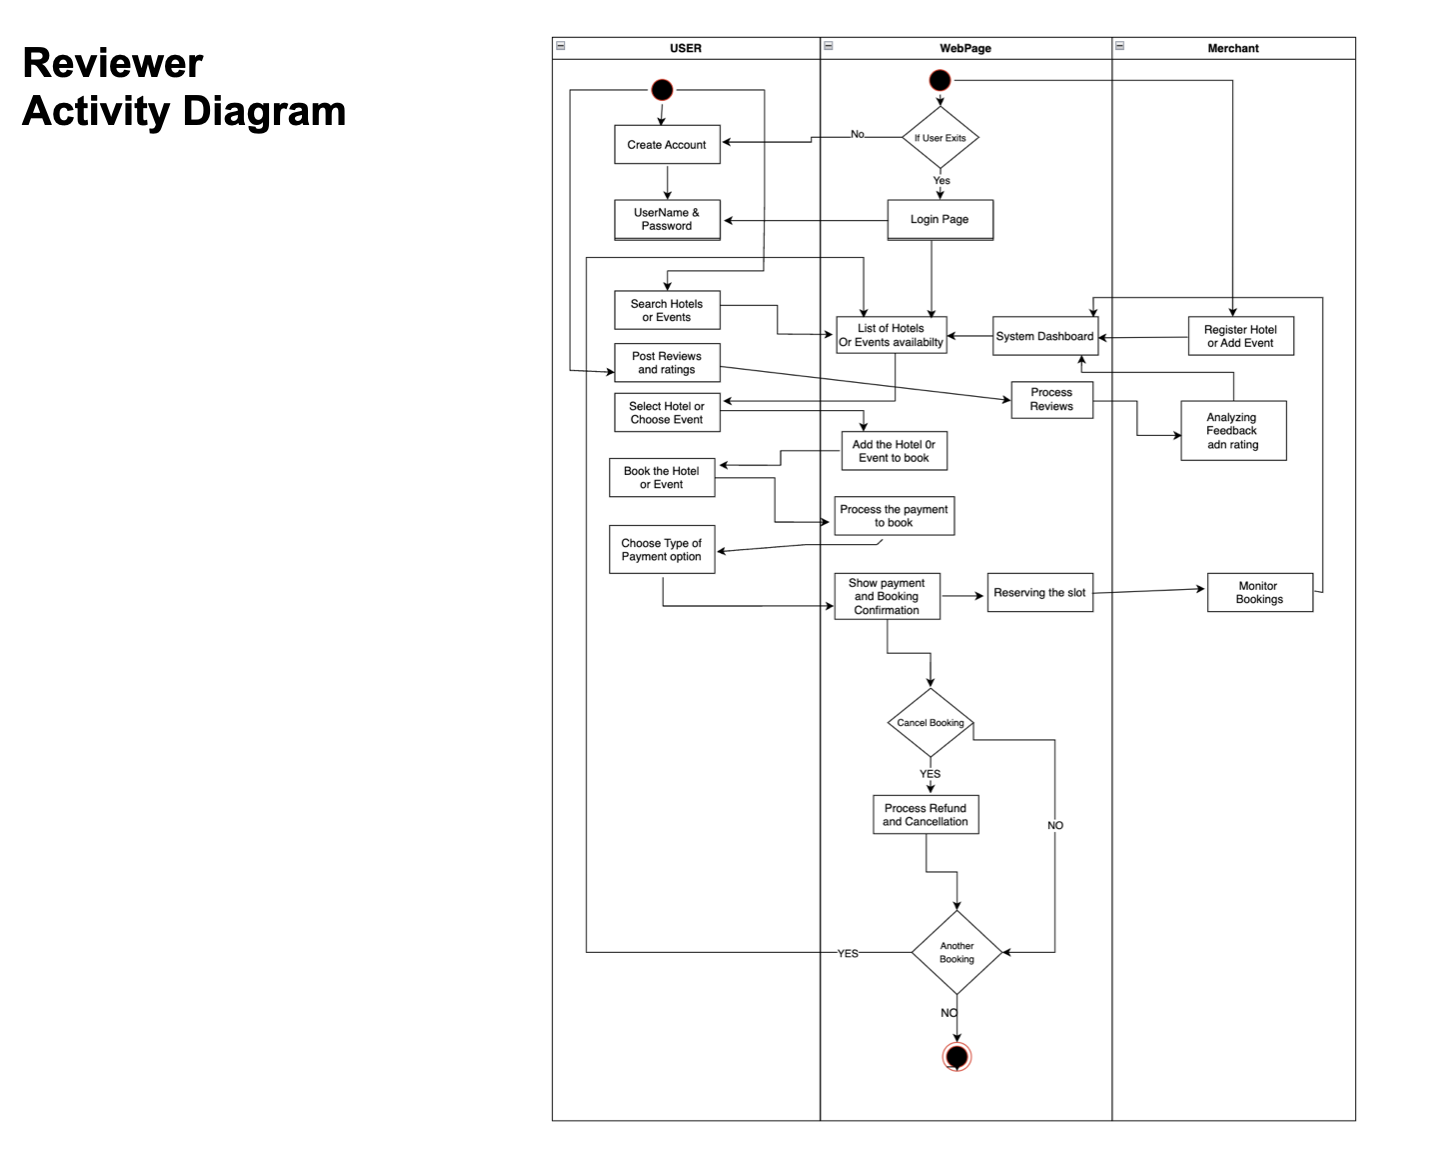 Reviewer
Activity Diagram
USER
WebPage
Merchant
If User Exits
No
Create Account
Yes
UserName &
Password
Login Page
Search Hotels
or Events
List of Hotels
Or Events availabilty
System Dashboard
Register Hotel
or Add Event
Post Reviews
and ratings
Process
Reviews
Select Hotel or
Choose Event
Analyzing
Feedback
adn rating
Add the Hotel 0r
Event to book
Book the Hotel
or Event
Process the payment
to book
Choose Type of
Payment option
Show payment
and Booking
Confirmation
Reserving the slot
Monitor
Bookings
Cancel Booking
YES
Process Refund
and Cancellation
NO
Another
Booking
YES
NO